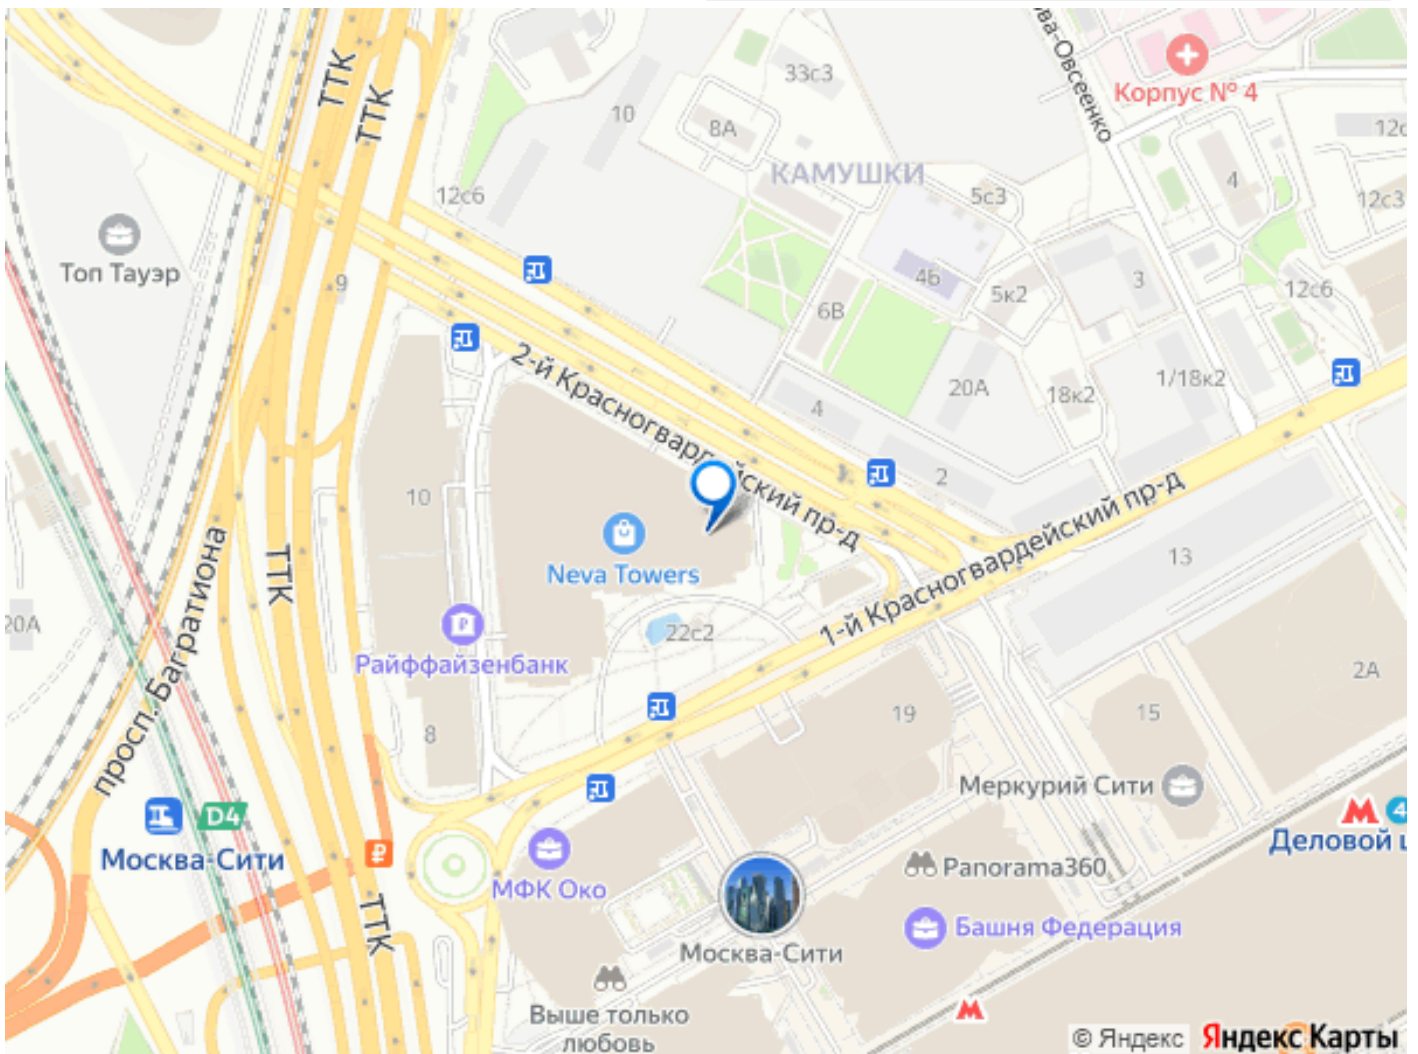 ТТК
ТТК
33с3
Корпус № 4
10
8А
12с
КАМУШКИ
4
12с6
5с3
12с3
Топ Тауэр
9
4Б
5к2
3
12с6
6В
2-й Красногвардейский пр-д
20А
18к2
1/18к2
4
2
10
1-й Красногвардейский пр-д
13
Neva Towers
ТТК
просп. Багратиона
20А
22с2
Райффайзенбанк
2А
19
15
8
Меркурий Сити
D4
Москва-Сити
4
Деловой
Panorama360
МФК Око
Башня Федерация
ТТК
Москва-Сити
Выше только
любовь
© Яндекс Яндекс Карты